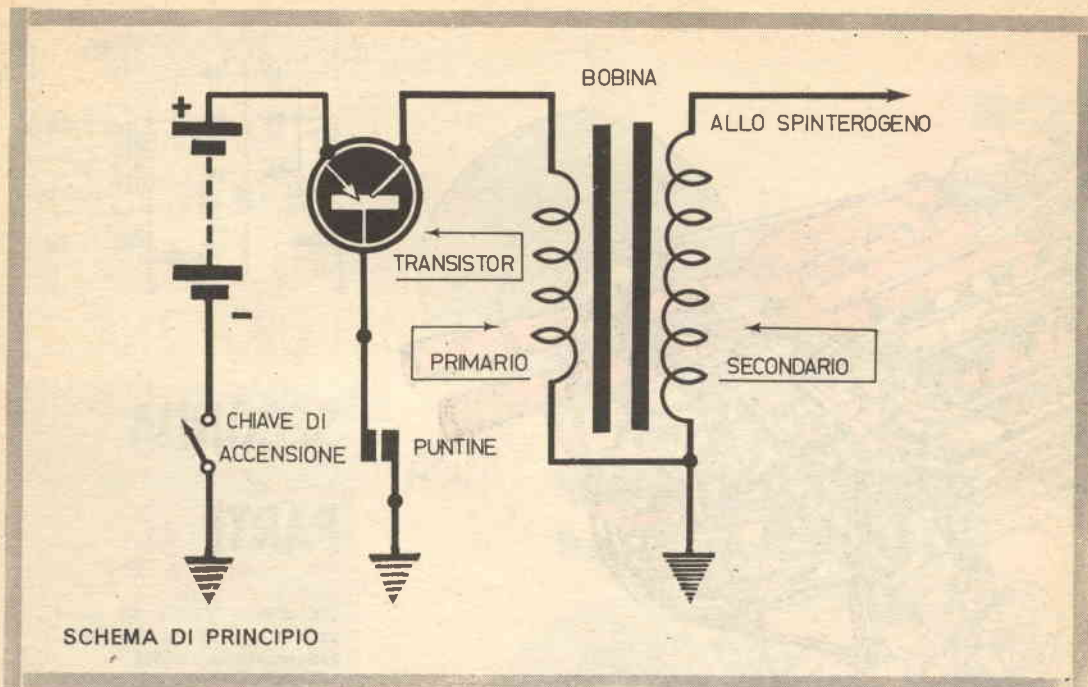 BOBINA
+
ALLO SPINTEROGENO
TRANSISTOR
-
PRIMARIO
SECONDARIO
CHIAVE DI
ACCENSIONE
PUNTINE
SCHEMA DI PRINCIPIO